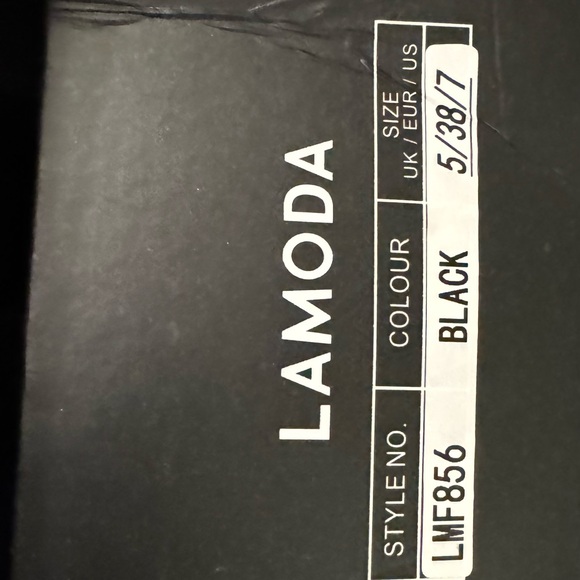 LAMODA
STYLE NO. COLOUR SIZE
UK / EUR / US
LMF856 BLACK 5/38/7